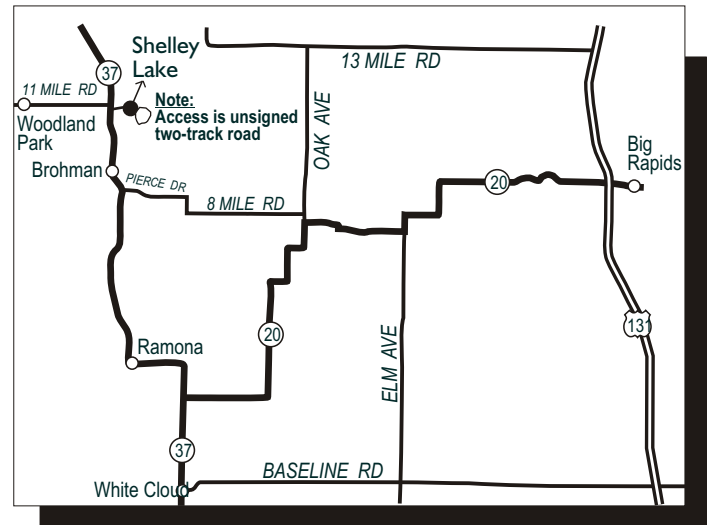 Shelley
Lake
37
13 MILE RD
11 MILE RD
Note:
Access is unsigned
two-track road
Woodland
Park
OAK AVE
Big
Rapids
Brohman
PIERCE DR
20
8 MILE RD
131
20
Ramona
ELM AVE
37
BASELINE RD
White Cloud